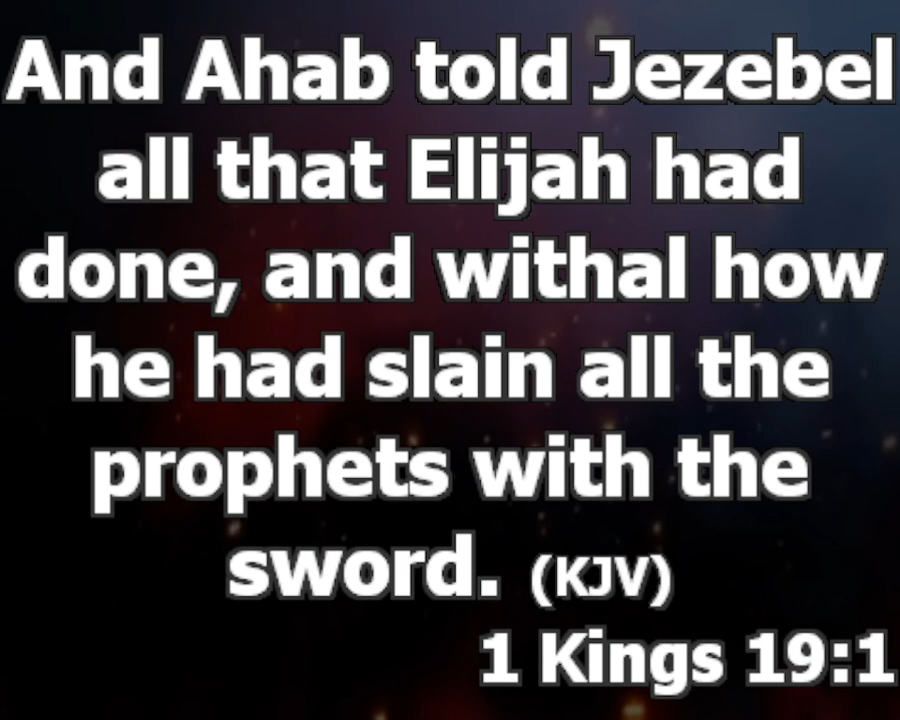 And Ahab told Jezebel
all that Elijah had
done, and withal how
he had slain all the
prophets with the
sword. (KJV)
1 Kings 19:1